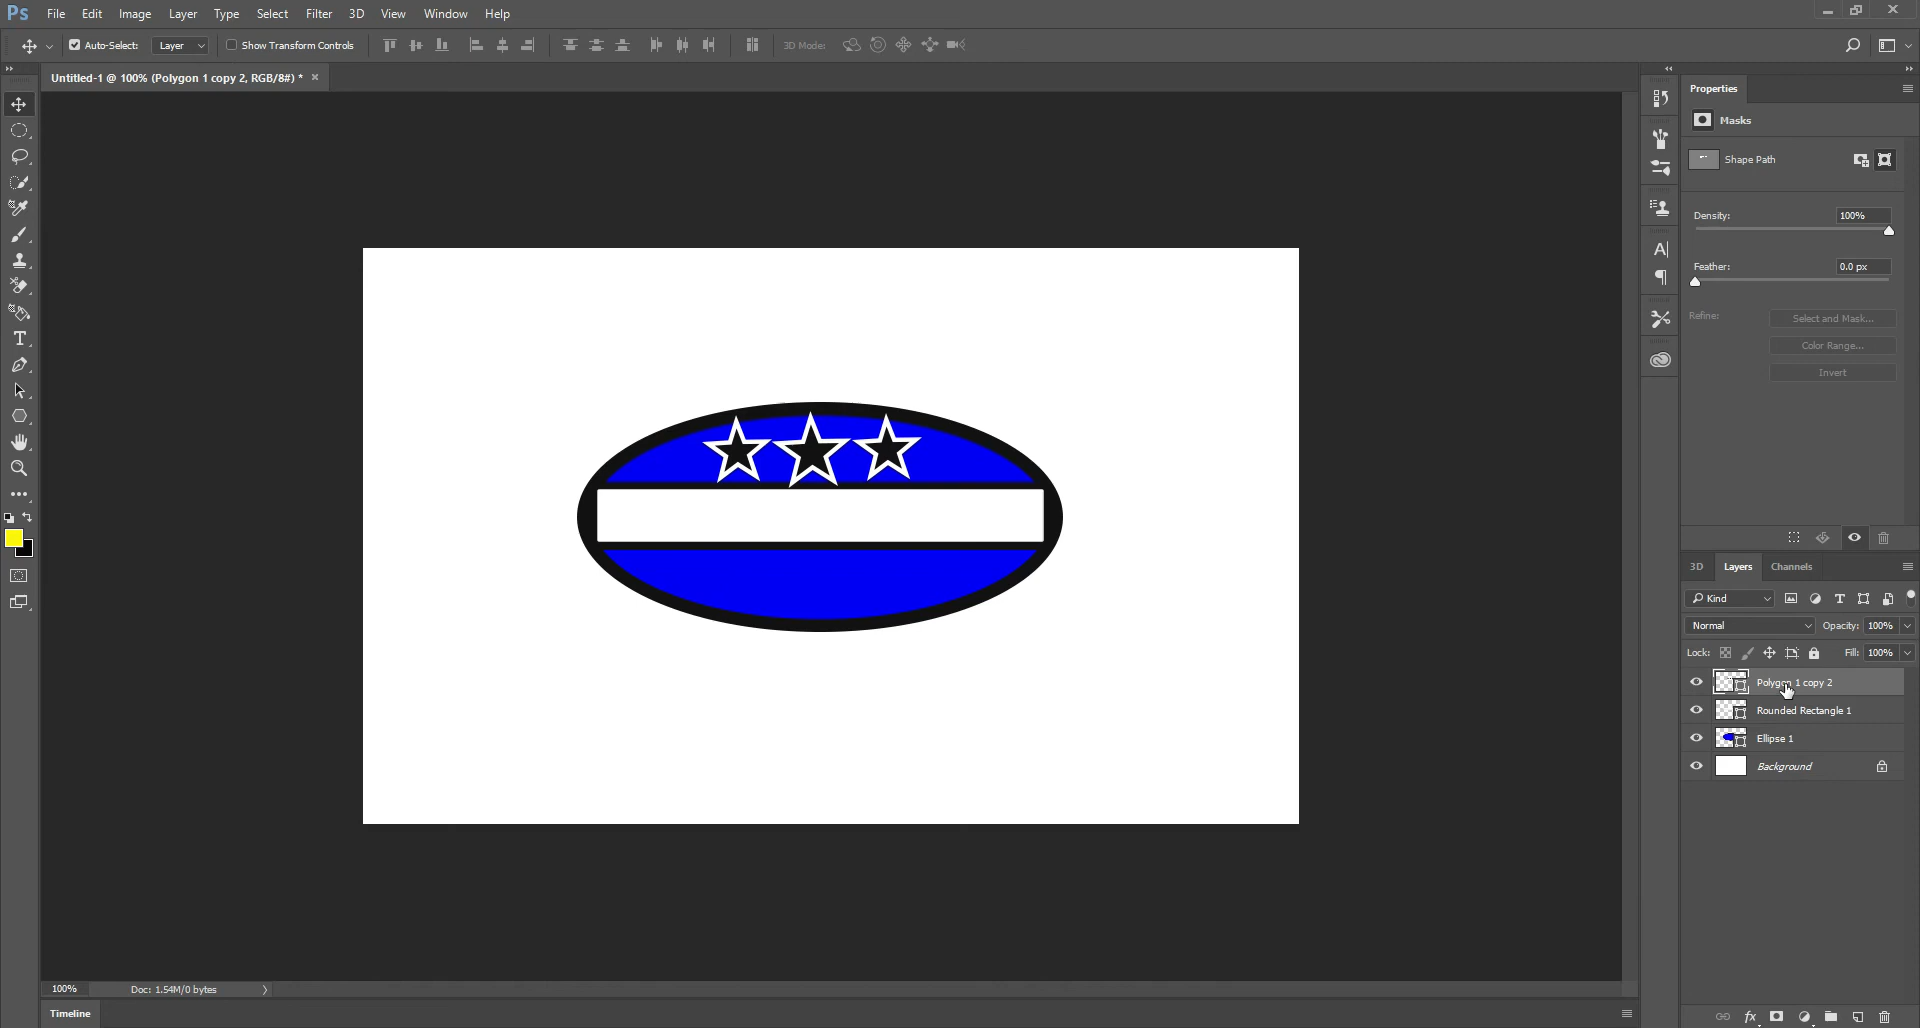 Ps File Edit Image Layer Type Select Filter 3D View Window Help
Auto-Select: Layer Show Transform Controls 3D Mode:
Untitled-1 @ 100% (Polygon 1 copy 2, RGB/8#) * ×
Properties
Masks
Shape Path
Density: 100%
Feather: 0.0 px
Refine: Select and Mask...
Color Range...
Invert
3D Layers Channels
Kind
Normal Opacity: 100%
Lock: Fill: 100%
Polygon 1 copy 2
Rounded Rectangle 1
Ellipse 1
Background
100% Doc: 1.54M/0 bytes
Timeline
fx